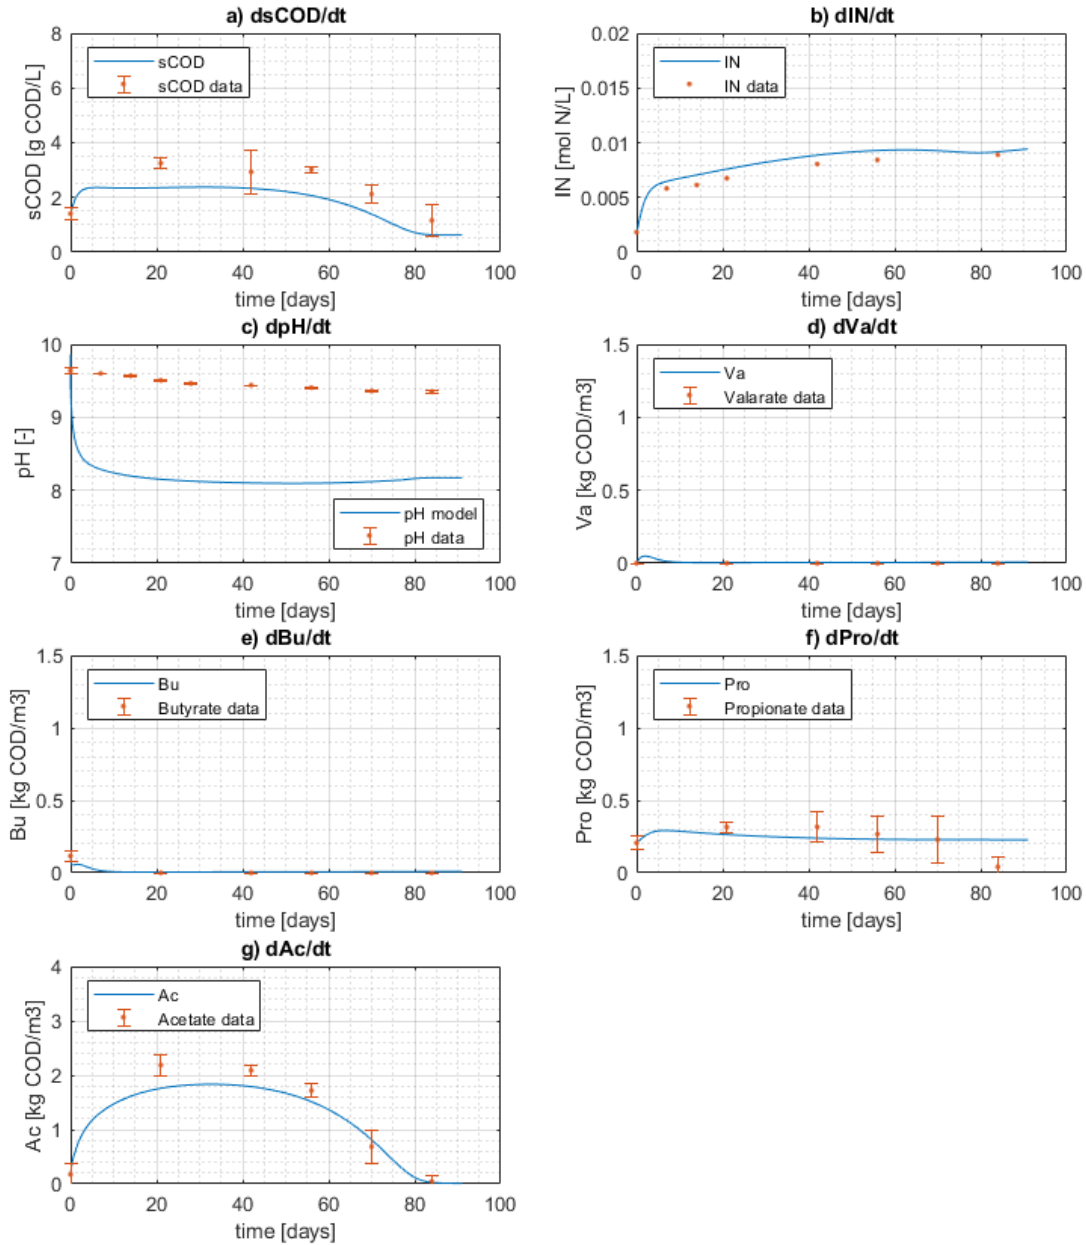 a) dsCOD/dt
sCOD [g COD/L]
8
6
4
2
0
sCOD
sCOD data
0 20 40 60 80 100
time [days]
b) dIN/dt
IN [mol N/L]
0.02
0.015
0.01
0.005
0
IN
IN data
0 20 40 60 80 100
time [days]
c) dpH/dt
pH [-]
10
9
8
7
pH model
pH data
0 20 40 60 80 100
time [days]
d) dVa/dt
Va [kg COD/m3]
1.5
1
0.5
0
Va
Valarate data
0 20 40 60 80 100
time [days]
e) dBu/dt
Bu [kg COD/m3]
1.5
1
0.5
0
Bu
Butyrate data
0 20 40 60 80 100
time [days]
f) dPro/dt
Pro [kg COD/m3]
1.5
1
0.5
0
Pro
Propionate data
0 20 40 60 80 100
time [days]
g) dAc/dt
Ac [kg COD/m3]
4
3
2
1
0
Ac
Acetate data
0 20 40 60 80 100
time [days]